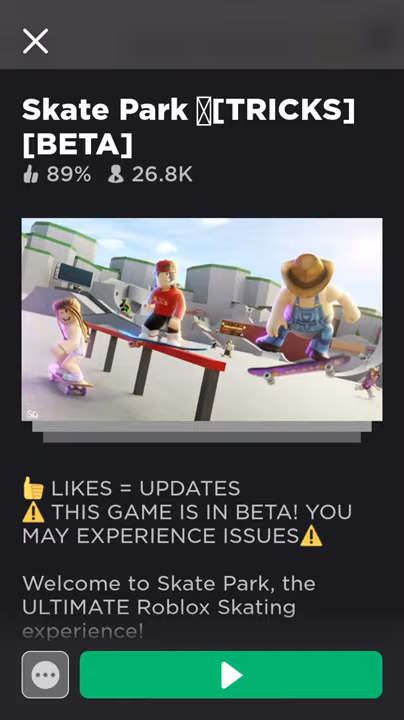 Skate Park [TRICKS]
[BETA]
89% 26.8K
SG
👍 LIKES = UPDATES
⚠️ THIS GAME IS IN BETA! YOU
MAY EXPERIENCE ISSUES⚠️
Welcome to Skate Park, the
ULTIMATE Roblox Skating
experience!